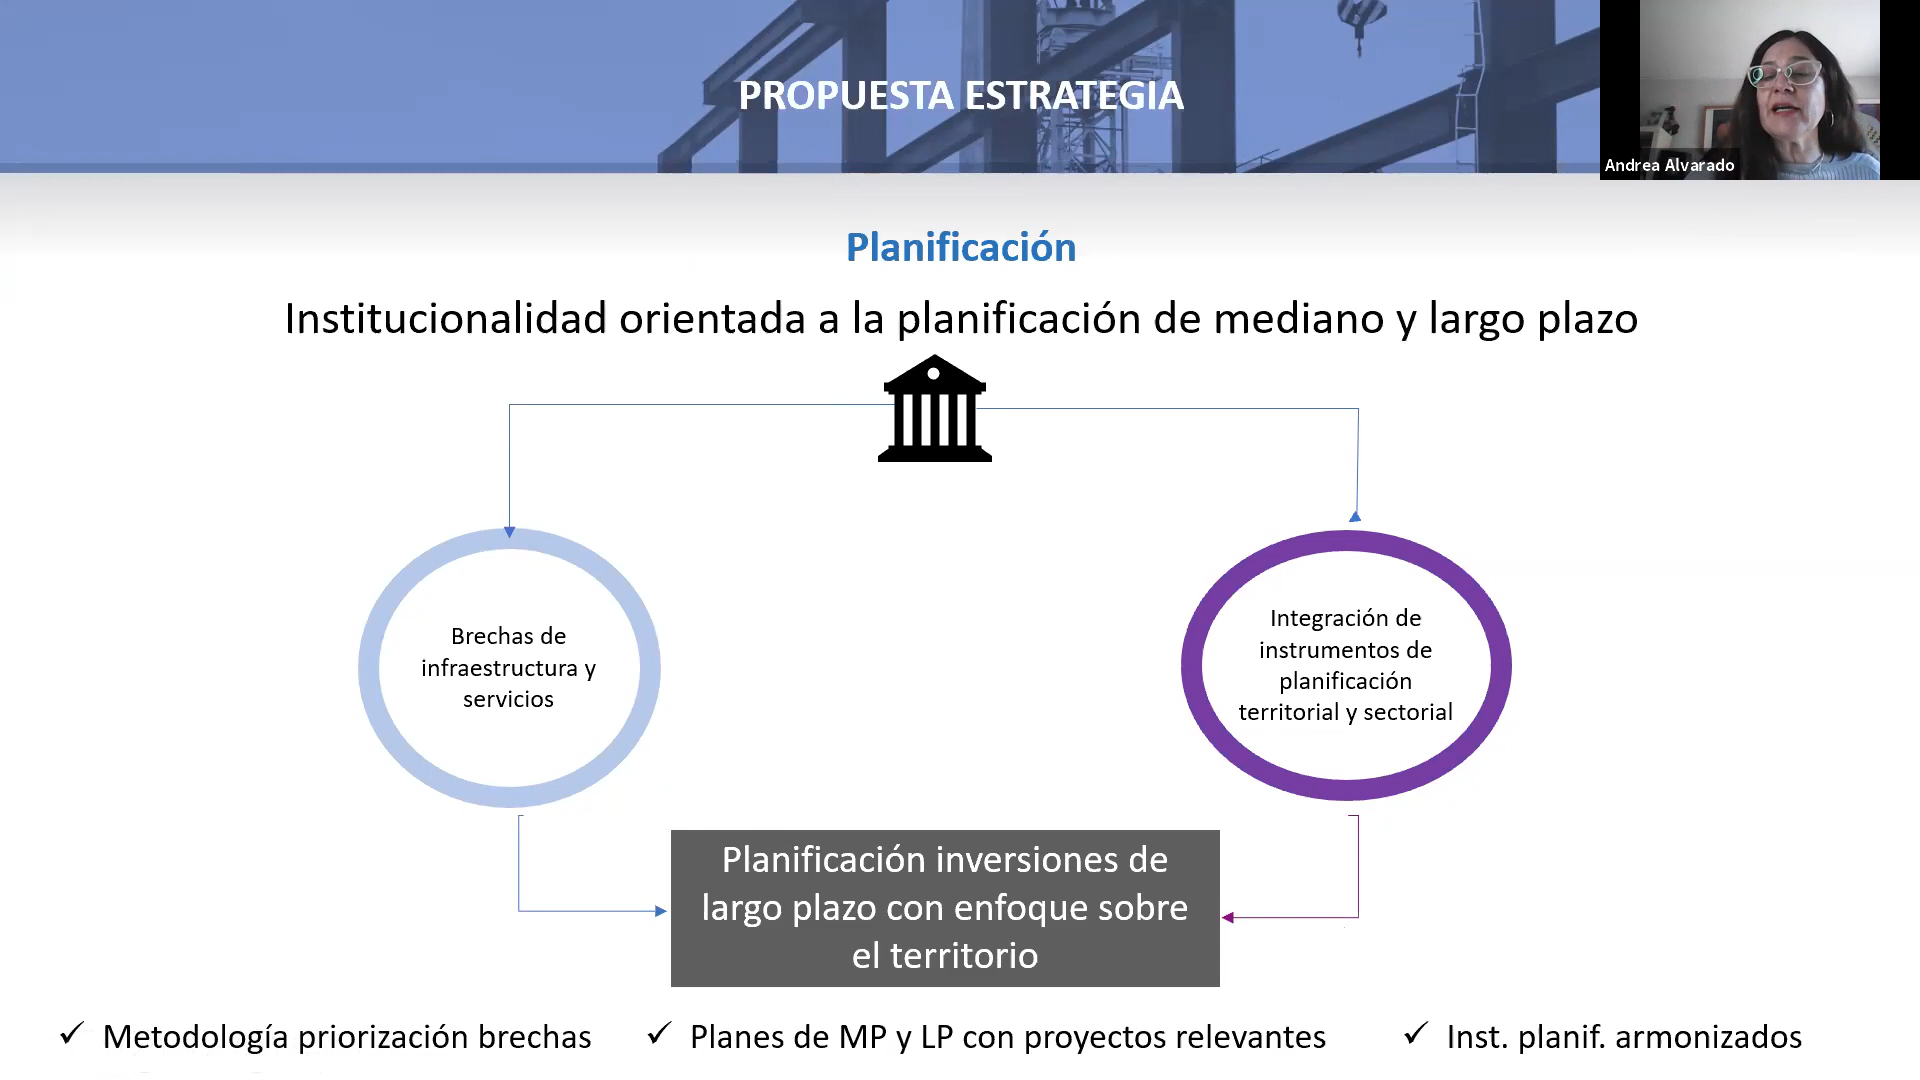 PROPUESTA ESTRATEGIA
Andrea Alvarado
Planificación
Institucionalidad orientada a la planificación de mediano y largo plazo
Brechas de
infraestructura y
servicios
Integración de
instrumentos de
planificación
territorial y sectorial
Planificación inversiones de
largo plazo con enfoque sobre
el territorio
✓ Metodología priorización brechas
✓ Planes de MP y LP con proyectos relevantes
✓ Inst. planif. armonizados